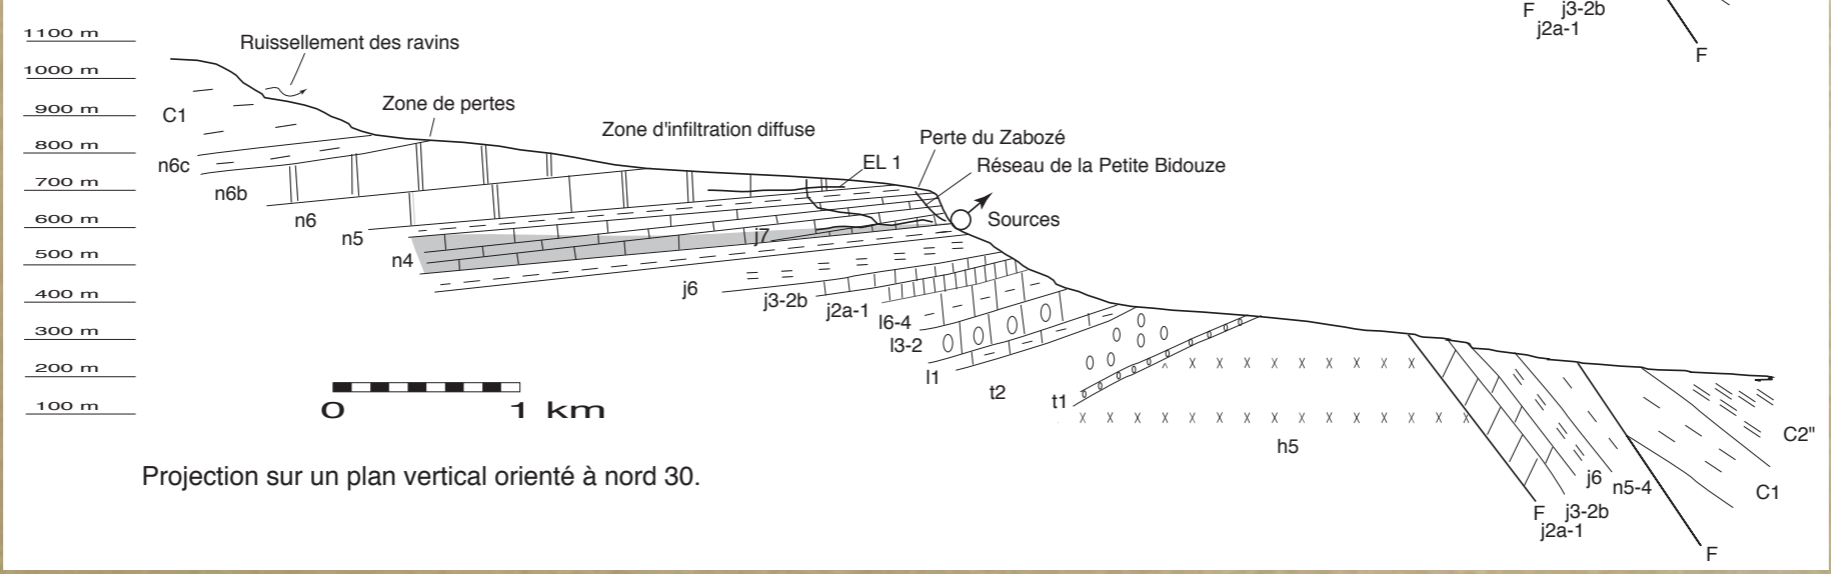 F j3-2b
j2a-1
F
1100 m
1000 m
900 m
800 m
700 m
600 m
500 m
400 m
300 m
200 m
100 m
Ruissellement des ravins
Zone de pertes
Zone d'infiltration diffuse
EL 1
Perte du Zabozé
Réseau de la Petite Bidouze
Sources
C1
n6c
n6b
n6
n5
n4
j7
j6
j3-2b
j2a-1
l6-4
l3-2
l1
t2
t1
h5
F j3-2b
j2a-1
j6
n5-4
F
C1
C2"
0 1 km
Projection sur un plan vertical orienté à nord 30.